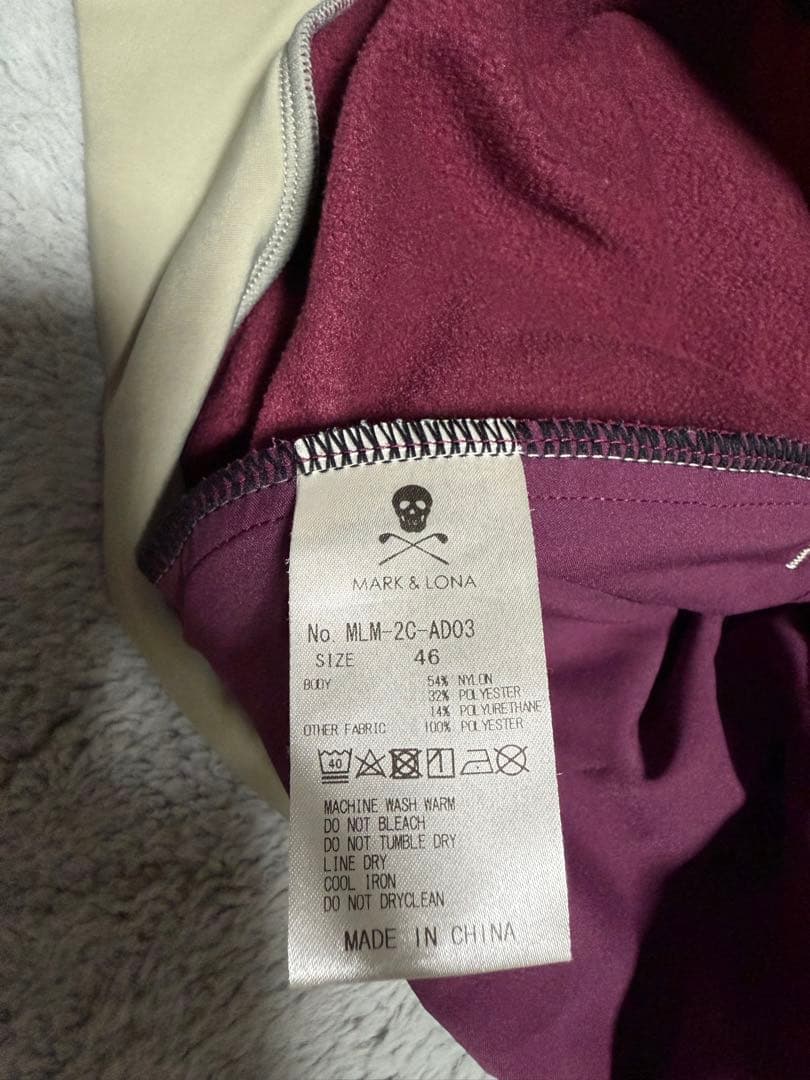 MARK & LONA
No. MLM-2C-AD03
SIZE 46
BODY 54% NYLON
32% POLYESTER
14% POLYURETHANE
OTHER FABRIC 100% POLYESTER
40
MACHINE WASH WARM
DO NOT BLEACH
DO NOT TUMBLE DRY
LINE DRY
COOL IRON
DO NOT DRYCLEAN
MADE IN CHINA